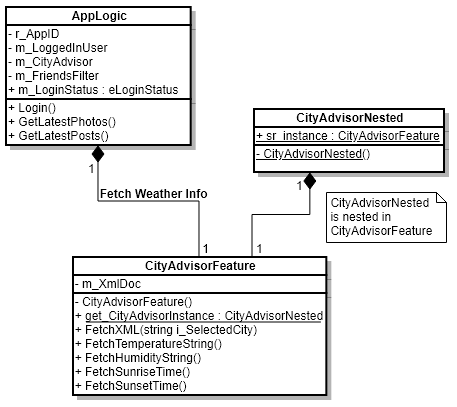 AppLogic
- r_AppID
- m_LoggedInUser
- m_CityAdvisor
- m_FriendsFilter
+ m_LoginStatus : eLoginStatus
+ Login()
+ GetLatestPhotos()
+ GetLatestPosts()
CityAdvisorNested
+ sr_instance : CityAdvisorFeature
- CityAdvisorNested()
1
Fetch Weather Info
1
CityAdvisorNested
is nested in
CityAdvisorFeature
1
1
CityAdvisorFeature
- m_XmlDoc
- CityAdvisorFeature()
+ get_CityAdvisorInstance : CityAdvisorNested
+ FetchXML(string i_SelectedCity)
+ FetchTemperatureString()
+ FetchHumidityString()
+ FetchSunriseTime()
+ FetchSunsetTime()